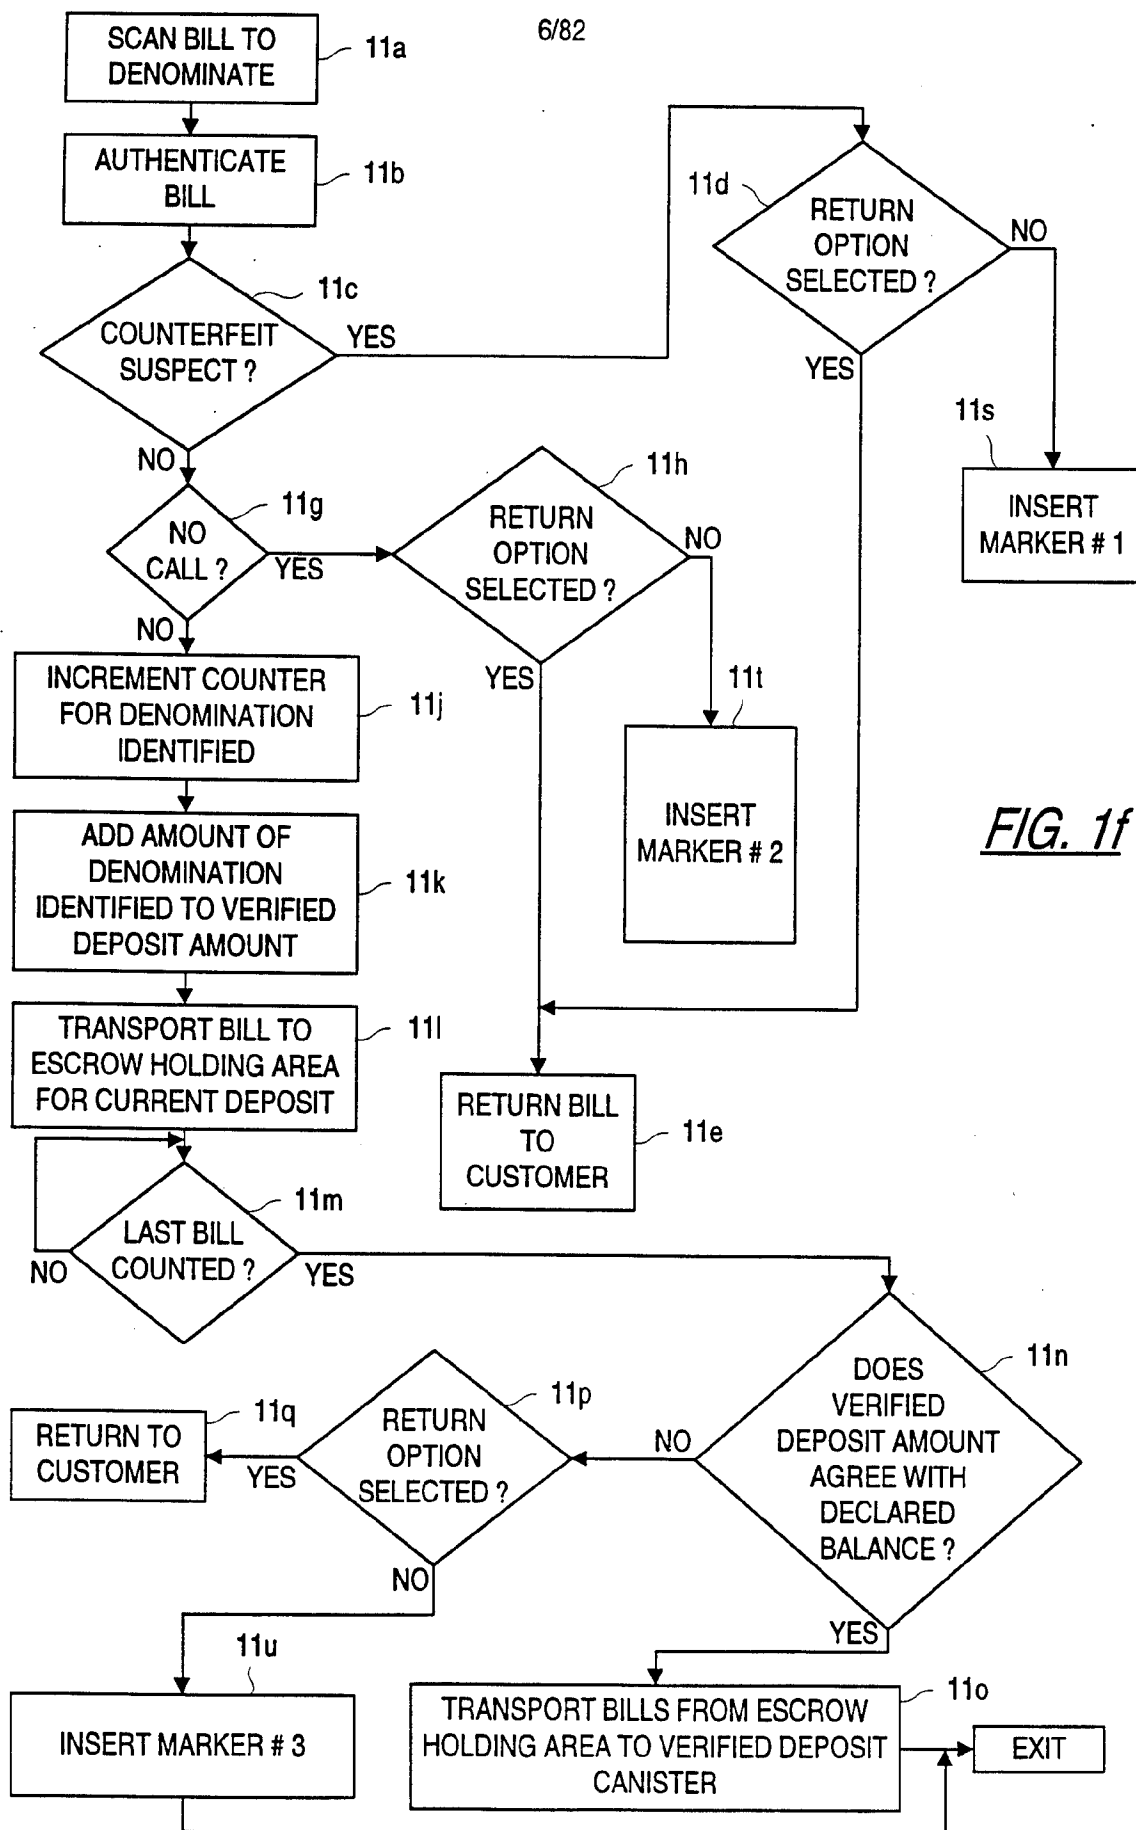 6/82
SCAN BILL TO
DENOMINATE
11a
AUTHENTICATE
BILL
11b
COUNTERFEIT
SUSPECT ?
11c
YES
NO
RETURN
OPTION
SELECTED ?
11d
NO
YES
11s
INSERT
MARKER # 1
NO
CALL ?
11g
YES
NO
RETURN
OPTION
SELECTED ?
11h
NO
YES
11t
INSERT
MARKER # 2
INCREMENT COUNTER
FOR DENOMINATION
IDENTIFIED
11j
FIG. 1f
ADD AMOUNT OF
DENOMINATION
IDENTIFIED TO VERIFIED
DEPOSIT AMOUNT
11k
TRANSPORT BILL TO
ESCROW HOLDING AREA
FOR CURRENT DEPOSIT
11l
RETURN BILL
TO
CUSTOMER
11e
LAST BILL
COUNTED ?
11m
NO
YES
DOES
VERIFIED
DEPOSIT AMOUNT
AGREE WITH
DECLARED
BALANCE ?
11n
NO
YES
RETURN
OPTION
SELECTED ?
11p
YES
NO
11q
RETURN TO
CUSTOMER
11u
INSERT MARKER # 3
TRANSPORT BILLS FROM ESCROW
HOLDING AREA TO VERIFIED DEPOSIT
CANISTER
11o
EXIT